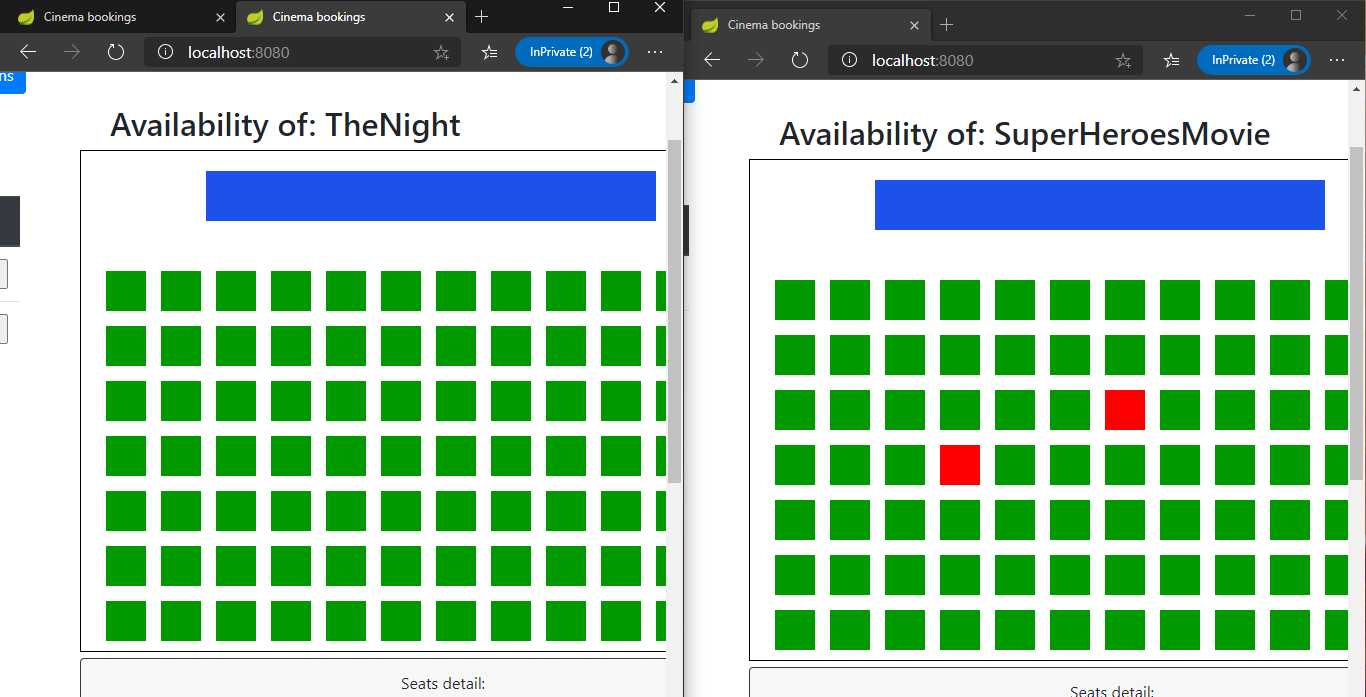 Cinema bookings
Cinema bookings
localhost:8080
InPrivate (2)
ns
Availability of: TheNight
Seats detail:
Cinema bookings
localhost:8080
InPrivate (2)
Availability of: SuperHeroesMovie
Seats detail: